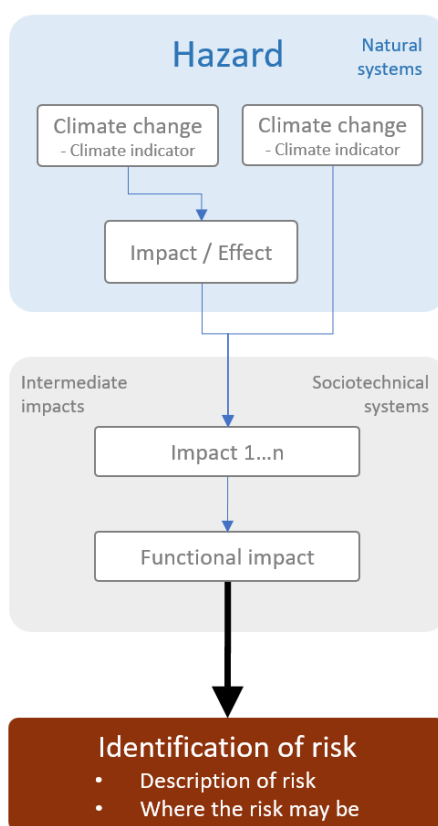 Hazard
Natural
systems
Climate change
- Climate indicator
Climate change
- Climate indicator
Impact / Effect
Intermediate
impacts
Sociotechnical
systems
Impact 1...n
Functional impact
Identification of risk
• Description of risk
• Where the risk may be